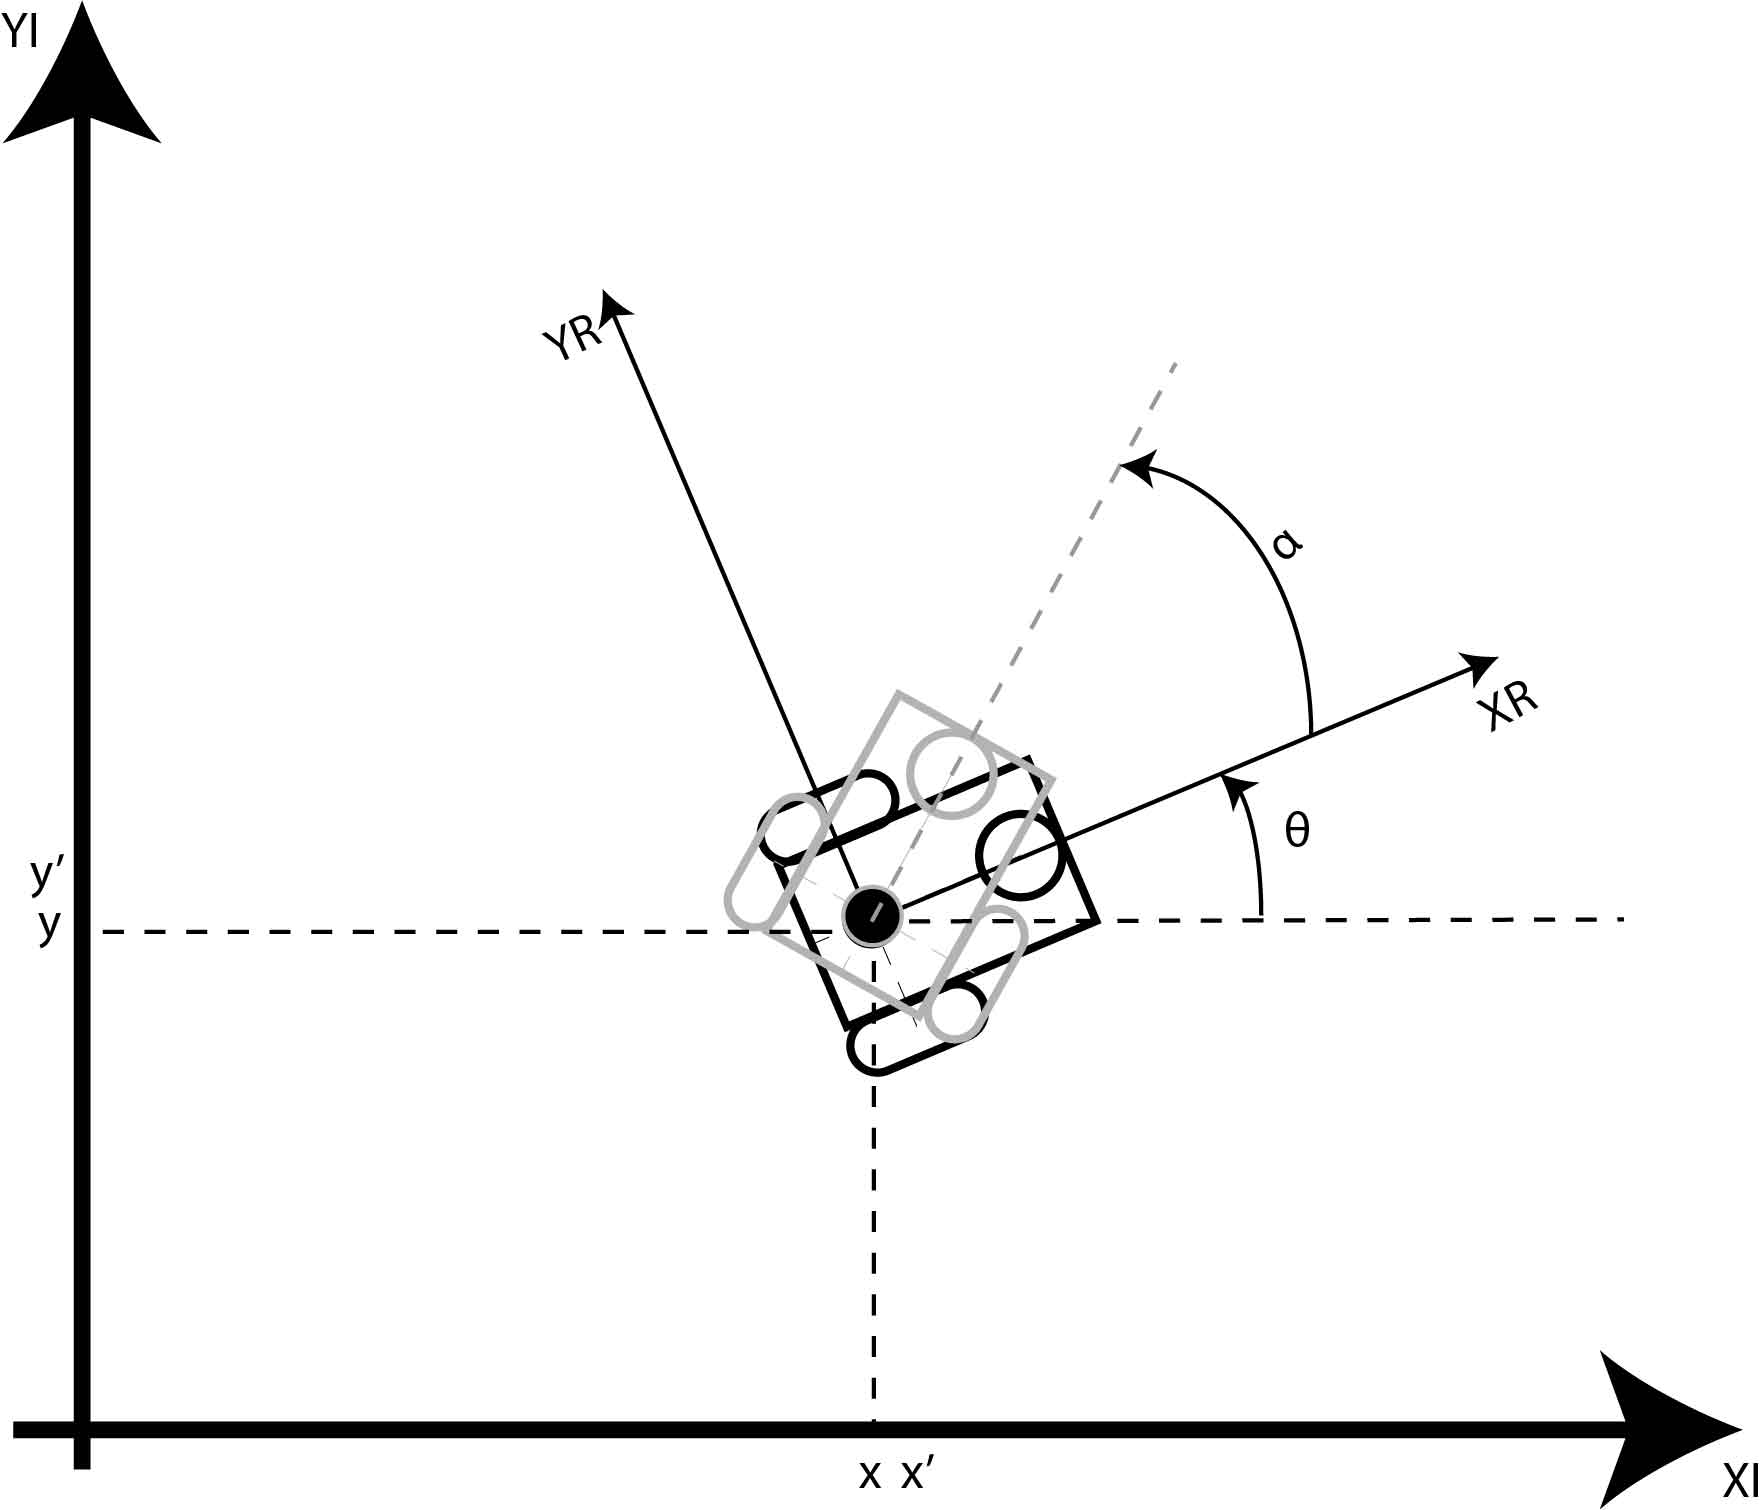 YI
YR
α
XR
θ
y’
y
x x’
XI